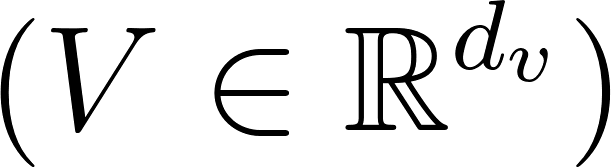 (V ∈ ℝ^{d_v})